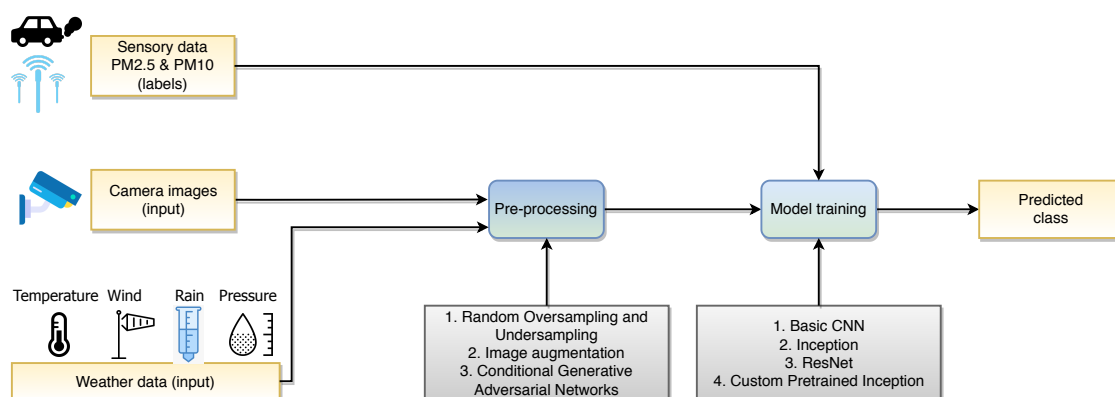 Sensory data
PM2.5 & PM10
(labels)
Camera images
(input)
Pre-processing
Model training
Predicted
class
Temperature Wind Rain Pressure
Weather data (input)
1. Random Oversampling and
Undersampling
2. Image augmentation
3. Conditional Generative
Adversarial Networks
1. Basic CNN
2. Inception
3. ResNet
4. Custom Pretrained Inception